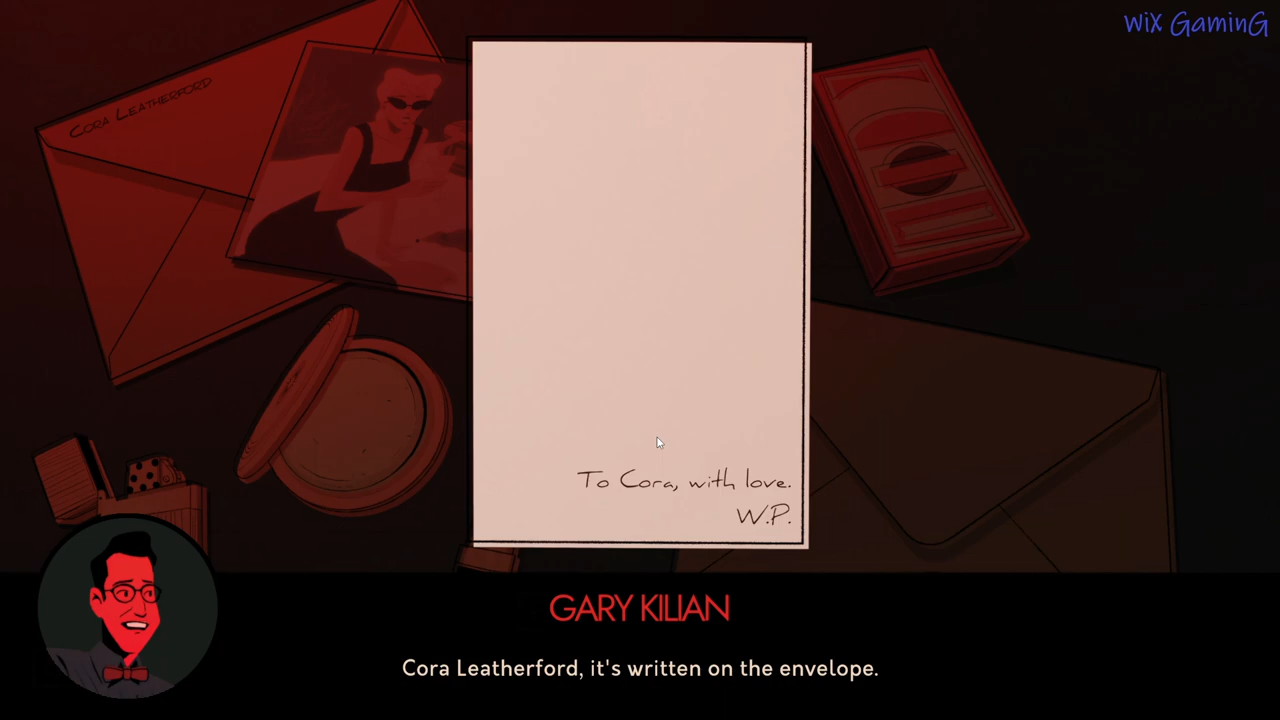 WiX GaminG
CORA LEATHERFORD
To Cora, with love.
W.P.
GARY KILIAN
Cora Leatherford, it's written on the envelope.